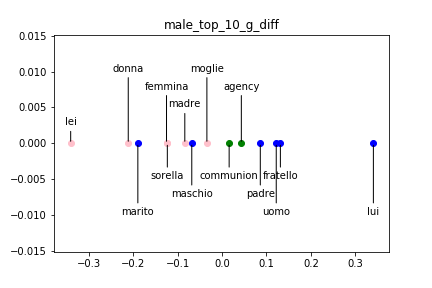 male_top_10_g_diff
0.015
0.010
0.005
0.000
−0.005
−0.010
−0.015
donna
moglie
femmina
agency
madre
lei
sorella
communion
fratello
maschio
padre
marito
uomo
lui
−0.3
−0.2
−0.1
0.0
0.1
0.2
0.3